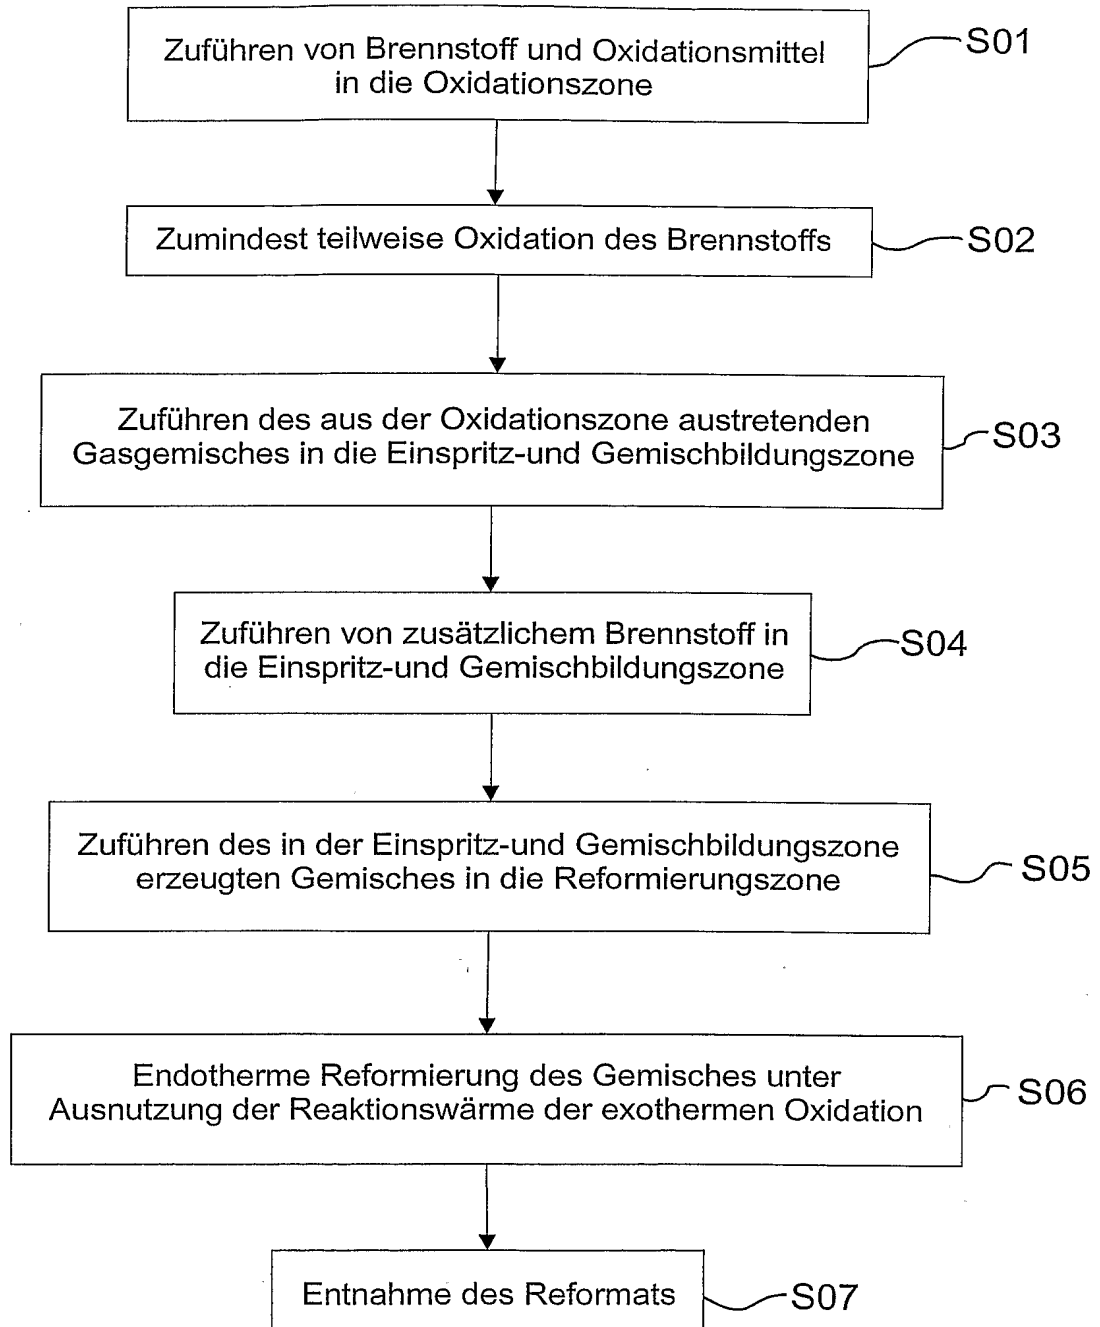 Zuführen von Brennstoff und Oxidationsmittel
in die Oxidationszone
S01
Zumindest teilweise Oxidation des Brennstoffs
S02
Zuführen des aus der Oxidationszone austretenden
Gasgemisches in die Einspritz-und Gemischbildungszone
S03
Zuführen von zusätzlichem Brennstoff in
die Einspritz-und Gemischbildungszone
S04
Zuführen des in der Einspritz-und Gemischbildungszone
erzeugten Gemisches in die Reformierungszone
S05
Endotherme Reformierung des Gemisches unter
Ausnutzung der Reaktionswärme der exothermen Oxidation
S06
Entnahme des Reformats
S07